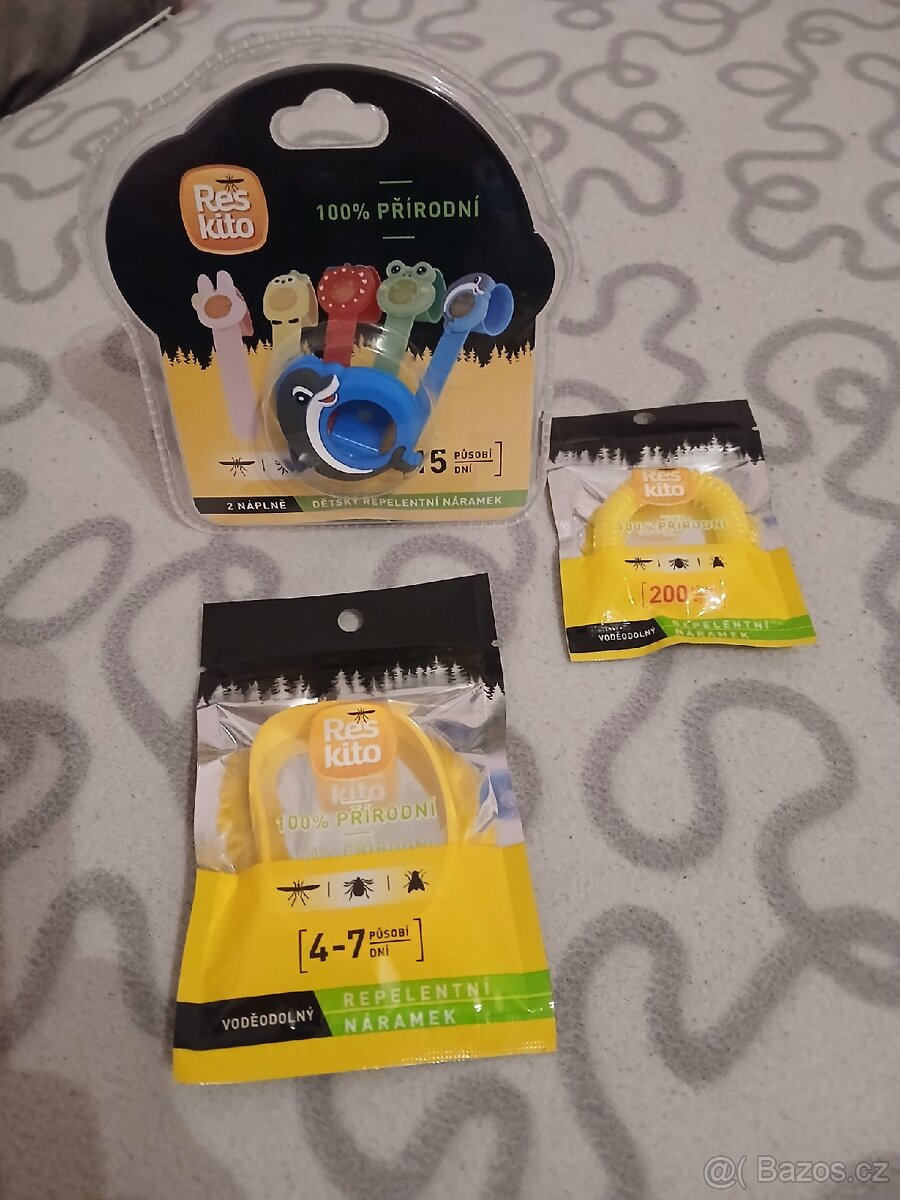 Res
kito
100% PŘÍRODNÍ
15 PŮSOBÍ
DNÍ
2 NÁPLNĚ
DĚTSKÝ REPELENTNÍ NÁRAMEK
Res
kito
100% PŘÍRODNÍ
200
VODĚODOLNÝ
REPELENTNÍ
NÁRAMEK
Res
kito
kito
100% PŘÍRODNÍ
4-7 PŮSOBÍ
DNÍ
VODĚODOLNÝ
REPELENTNÍ
NÁRAMEK
@( Bazos.cz